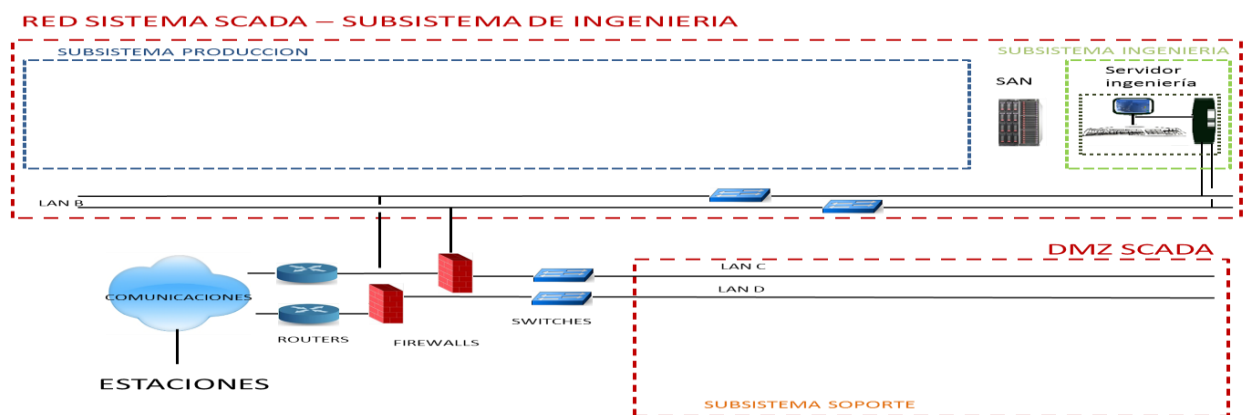 RED SISTEMA SCADA – SUBSISTEMA DE INGENIERIA
SUBSISTEMA PRODUCCION
SUBSISTEMA INGENIERIA
SAN
Servidor
ingeniería
LAN B
DMZ SCADA
LAN C
COMUNICACIONES
LAN D
SWITCHES
ROUTERS
FIREWALLS
ESTACIONES
SUBSISTEMA SOPORTE